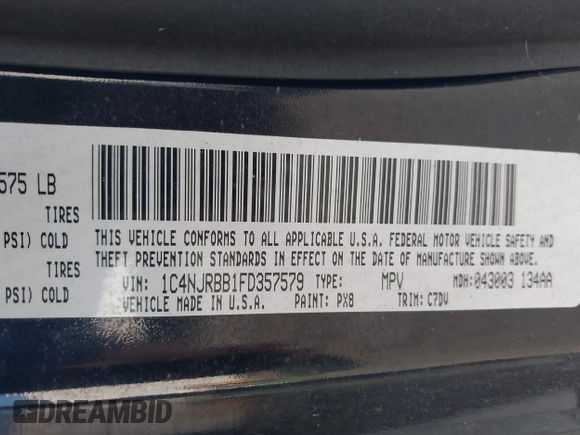 575 LB
TIRES
PSI) COLD
TIRES
PSI) COLD
THIS VEHICLE CONFORMS TO ALL APPLICABLE U.S.A. FEDERAL MOTOR VEHICLE SAFETY AND
THEFT PREVENTION STANDARDS IN EFFECT ON THE DATE OF MANUFACTURE SHOWN ABOVE.
VIN: 1C4NJRBB1FD357579 TYPE: MPV MDH:043003 134AA
VEHICLE MADE IN U.S.A. PAINT: PX8 TRIM: C7DV
DREAMBID